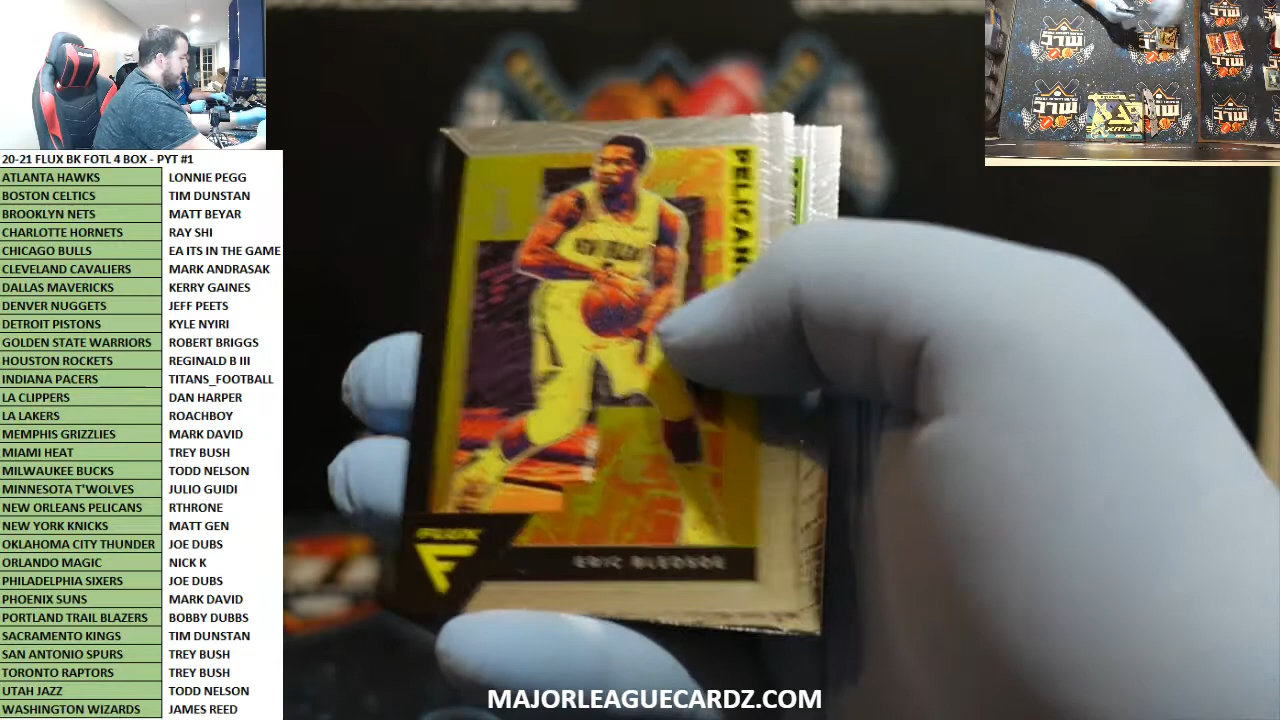 20-21 FLUX BK FOTL 4 BOX - PYT #1
ATLANTA HAWKS LONNIE PEGG
BOSTON CELTICS TIM DUNSTAN
BROOKLYN NETS MATT BEYAR
CHARLOTTE HORNETS RAY SHI
CHICAGO BULLS EA ITS IN THE GAME
CLEVELAND CAVALIERS MARK ANDRASAK
DALLAS MAVERICKS KERRY GAINES
DENVER NUGGETS JEFF PEETS
DETROIT PISTONS KYLE NYIRI
GOLDEN STATE WARRIORS ROBERT BRIGGS
HOUSTON ROCKETS REGINALD B III
INDIANA PACERS TITANS_FOOTBALL
LA CLIPPERS DAN HARPER
LA LAKERS ROACHBOY
MEMPHIS GRIZZLIES MARK DAVID
MIAMI HEAT TREY BUSH
MILWAUKEE BUCKS TODD NELSON
MINNESOTA T'WOLVES JULIO GUIDI
NEW ORLEANS PELICANS RTHRONE
NEW YORK KNICKS MATT GEN
OKLAHOMA CITY THUNDER JOE DUBS
ORLANDO MAGIC NICK K
PHILADELPHIA SIXERS JOE DUBS
PHOENIX SUNS MARK DAVID
PORTLAND TRAIL BLAZERS BOBBY DUBBS
SACRAMENTO KINGS TIM DUNSTAN
SAN ANTONIO SPURS TREY BUSH
TORONTO RAPTORS TREY BUSH
UTAH JAZZ TODD NELSON
WASHINGTON WIZARDS JAMES REED
PELICAN
FLUX
F
ERIC BLEDSOE
MAJORLEAGUECARDZ.COM